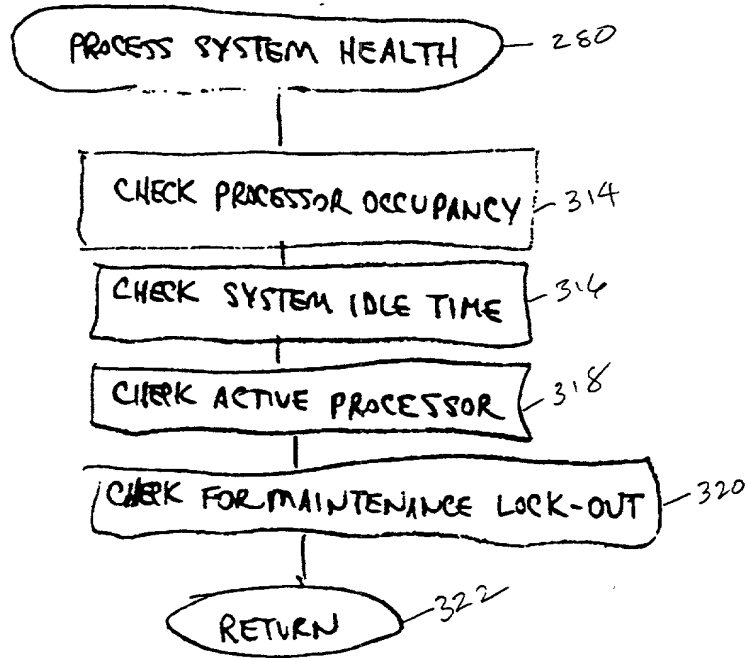 PROCESS SYSTEM HEALTH 280
CHECK PROCESSOR OCCUPANCY 314
CHECK SYSTEM IDLE TIME 316
CHECK ACTIVE PROCESSOR 318
CHECK FOR MAINTENANCE LOCK-OUT 320
RETURN 322